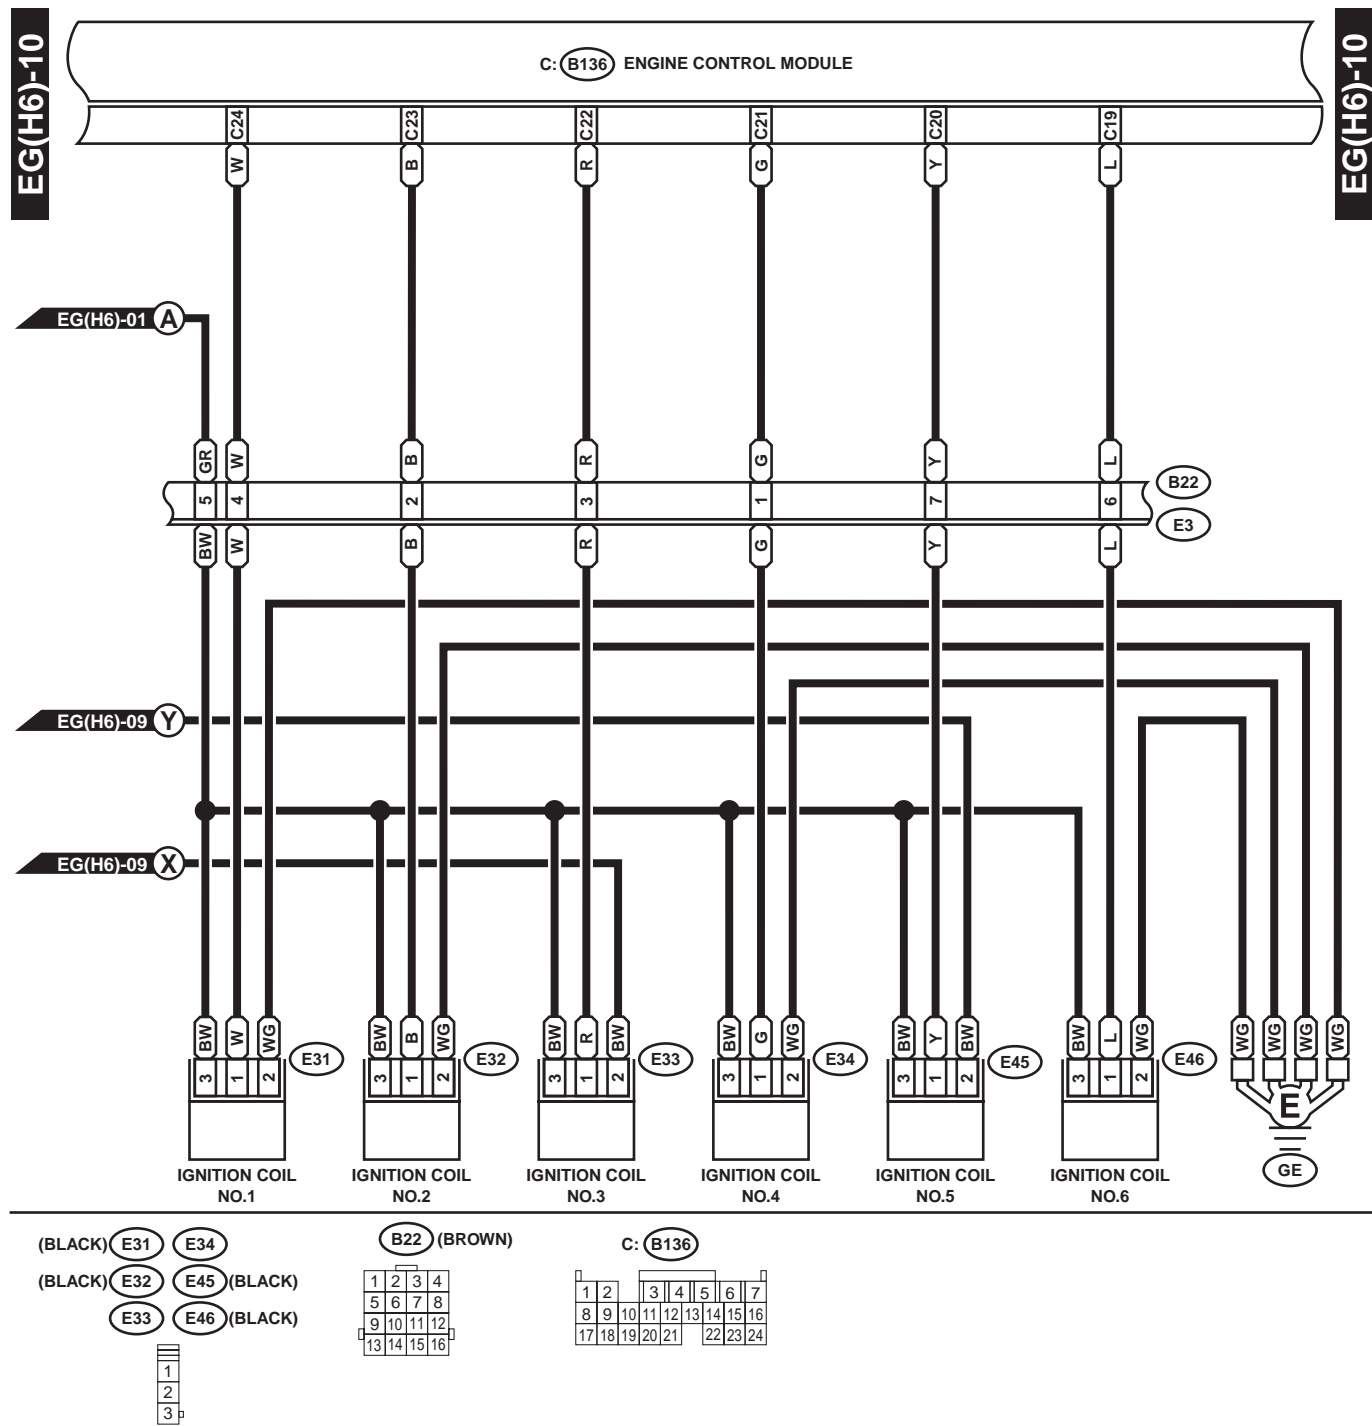 EG(H6)-10
EG(H6)-10
C: B136 ENGINE CONTROL MODULE
C24 C23 C22 C21 C20 C19
W B R G Y L
EG(H6)-01 A
GR W B R G Y L
5 4 2 3 1 7 6 B22
E3
BW W B R G Y L
EG(H6)-09 Y
EG(H6)-09 X
BW W WG BW B WG BW R BW BW G WG BW Y BW BW L WG WG WG WG WG
3 1 2 E31 3 1 2 E32 3 1 2 E33 3 1 2 E34 3 1 2 E45 3 1 2 E46
E
GE
IGNITION COIL NO.1
IGNITION COIL NO.2
IGNITION COIL NO.3
IGNITION COIL NO.4
IGNITION COIL NO.5
IGNITION COIL NO.6
(BLACK) E31 E34
(BLACK) E32 E45 (BLACK)
E33 E46 (BLACK)
1
2
3
B22 (BROWN)
1 2 3 4
5 6 7 8
9 10 11 12
13 14 15 16
C: B136
1 2 3 4 5 6 7
8 9 10 11 12 13 14 15 16
17 18 19 20 21 22 23 24